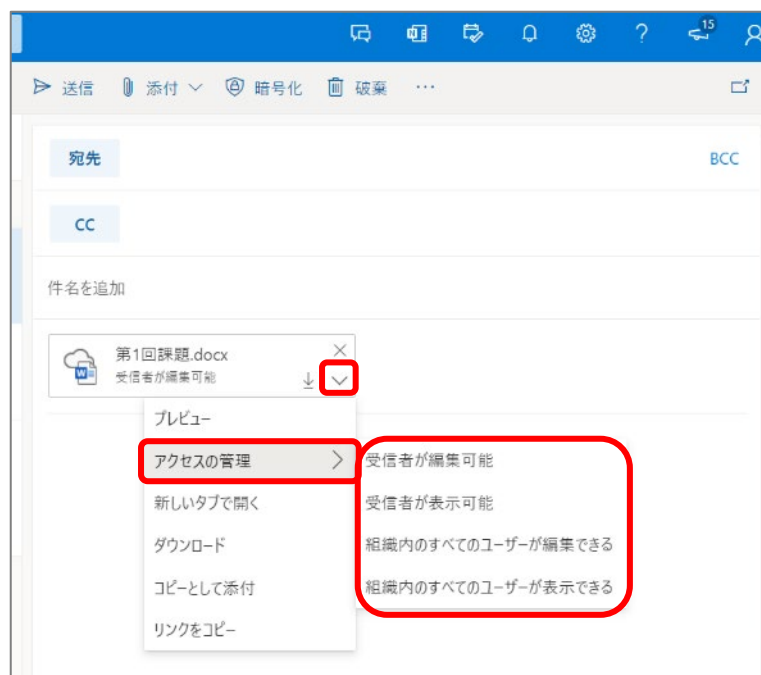 15
送信 添付 暗号化 破棄 …
宛先 BCC
CC
件名を追加
第1回課題.docx
受信者が編集可能
プレビュー
アクセスの管理
受信者が編集可能
新しいタブで開く
受信者が表示可能
ダウンロード
組織内のすべてのユーザーが編集できる
コピーとして添付
組織内のすべてのユーザーが表示できる
リンクをコピー